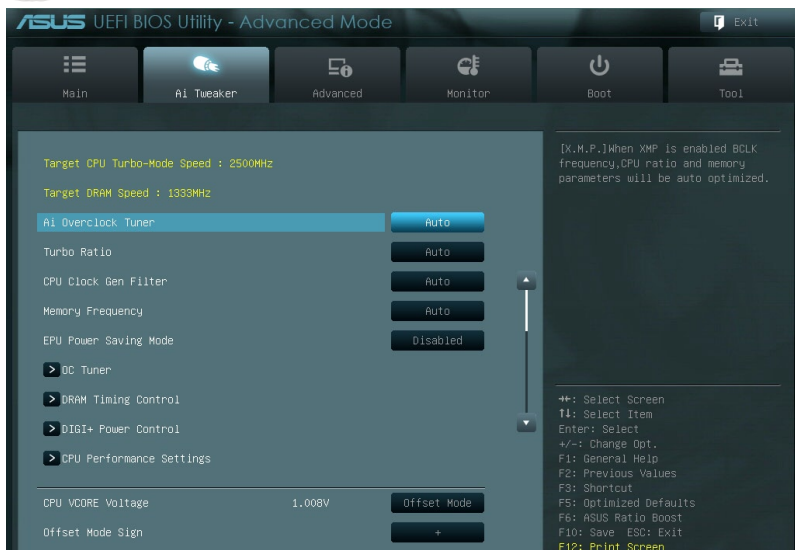 ASUS UEFI BIOS Utility - Advanced Mode
Exit
Main
Ai Tweaker
Advanced
Monitor
Boot
Tool
Target CPU Turbo-Mode Speed : 2500MHz
Target DRAM Speed : 1333MHz
Ai Overclock Tuner Auto
Turbo Ratio Auto
CPU Clock Gen Filter Auto
Memory Frequency Auto
EPU Power Saving Mode Disabled
> OC Tuner
> DRAM Timing Control
> DIGI+ Power Control
> CPU Performance Settings
CPU VCORE Voltage 1.008V Offset Mode
Offset Mode Sign +
[X.M.P.]When XMP is enabled BCLK
frequency,CPU ratio and memory
parameters will be auto optimized.
→←: Select Screen
↑↓: Select Item
Enter: Select
+/-: Change Opt.
F1: General Help
F2: Previous Values
F3: Shortcut
F5: Optimized Defaults
F6: ASUS Ratio Boost
F10: Save ESC: Exit
F12: Print Screen